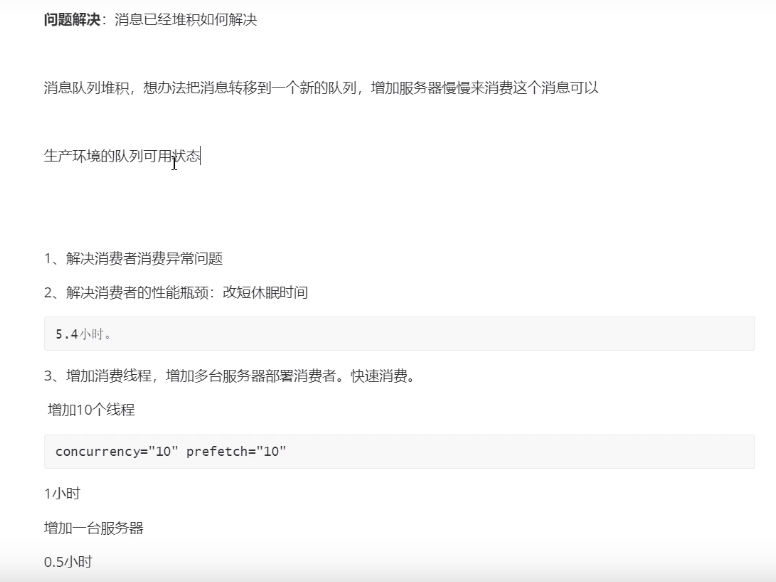 问题解决：消息已经堆积如何解决
消息队列堆积，想办法把消息转移到一个新的队列，增加服务器慢慢来消费这个消息可以
生产环境的队列可用状态
1、解决消费者消费异常问题
2、解决消费者的性能瓶颈：改短休眠时间
5.4小时。
3、增加消费线程，增加多台服务器部署消费者。快速消费。
增加10个线程
concurrency="10" prefetch="10"
1小时
增加一台服务器
0.5小时